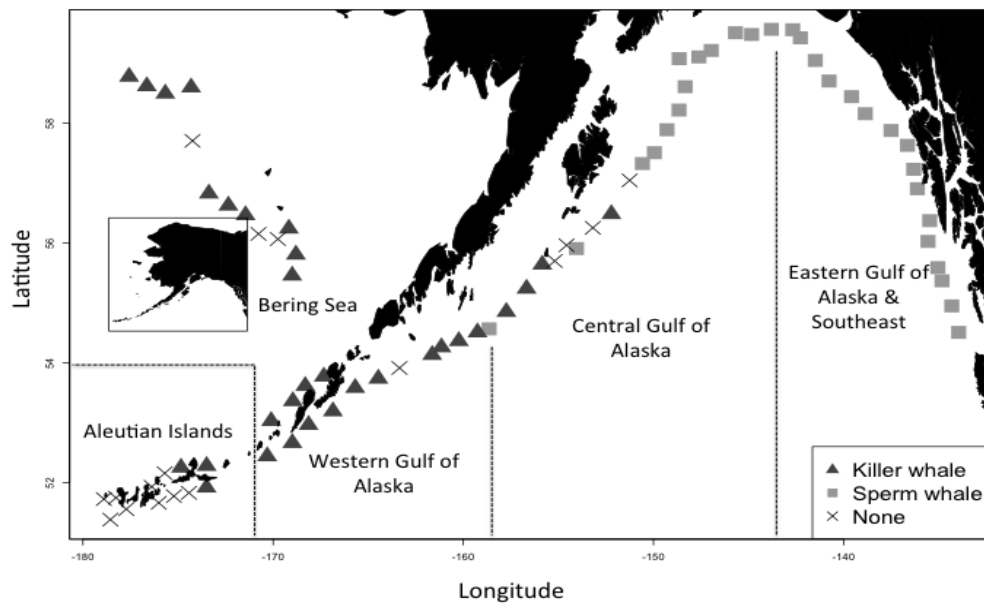 58
56
54
52
Latitude
Bering Sea
Eastern Gulf of
Alaska &
Southeast
Central Gulf of
Alaska
Aleutian Islands
Western Gulf of
Alaska
Killer whale
Sperm whale
None
-180
-170
-160
-150
-140
Longitude